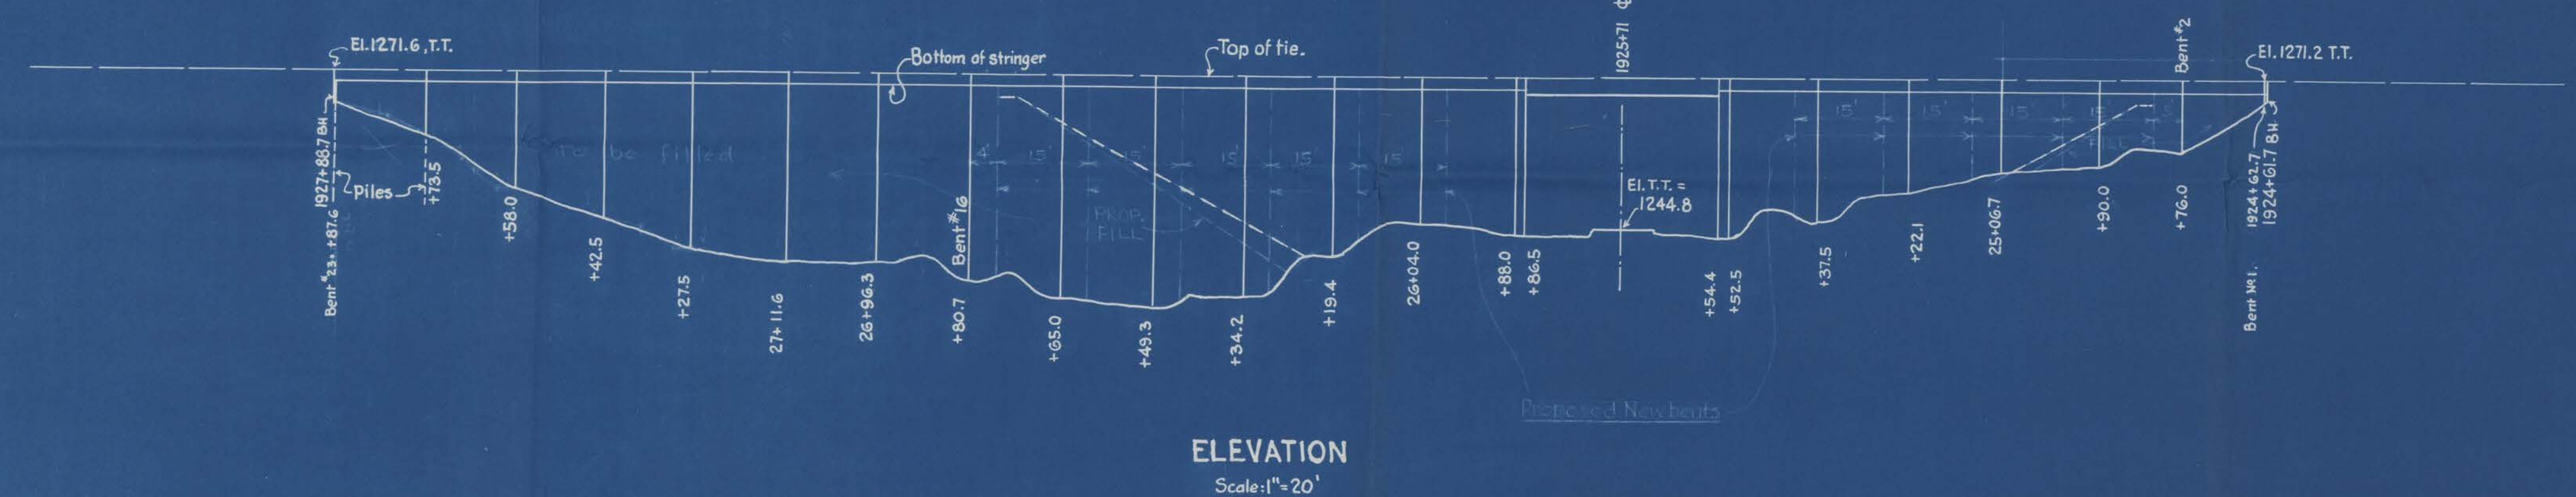 El. 1271.6, T.T.
Bottom of stringer
Top of tie.
1925+71 ₵
Bent #2
El. 1271.2 T.T.
1927+88.7 BH
Bent #23+ +87.6
Piles
+73.5
+58.0
+42.5
+27.5
27+11.6
26+96.3
Bent #16
+80.7
+65.0
+49.3
+34.2
+19.4
26+04.0
+88.0
+86.5
El. T.T. =
1244.8
+54.4
+52.5
+37.5
+22.1
25+06.7
+90.0
+76.0
1924+62.7
1924+61.7 BH
Bent No1.
to be filled
4'
15'
15'
15'
15'
15'
PROP.
FILL
15'
15'
15'
15'
FILL
Proposed New bents
ELEVATION
Scale: 1"=20'